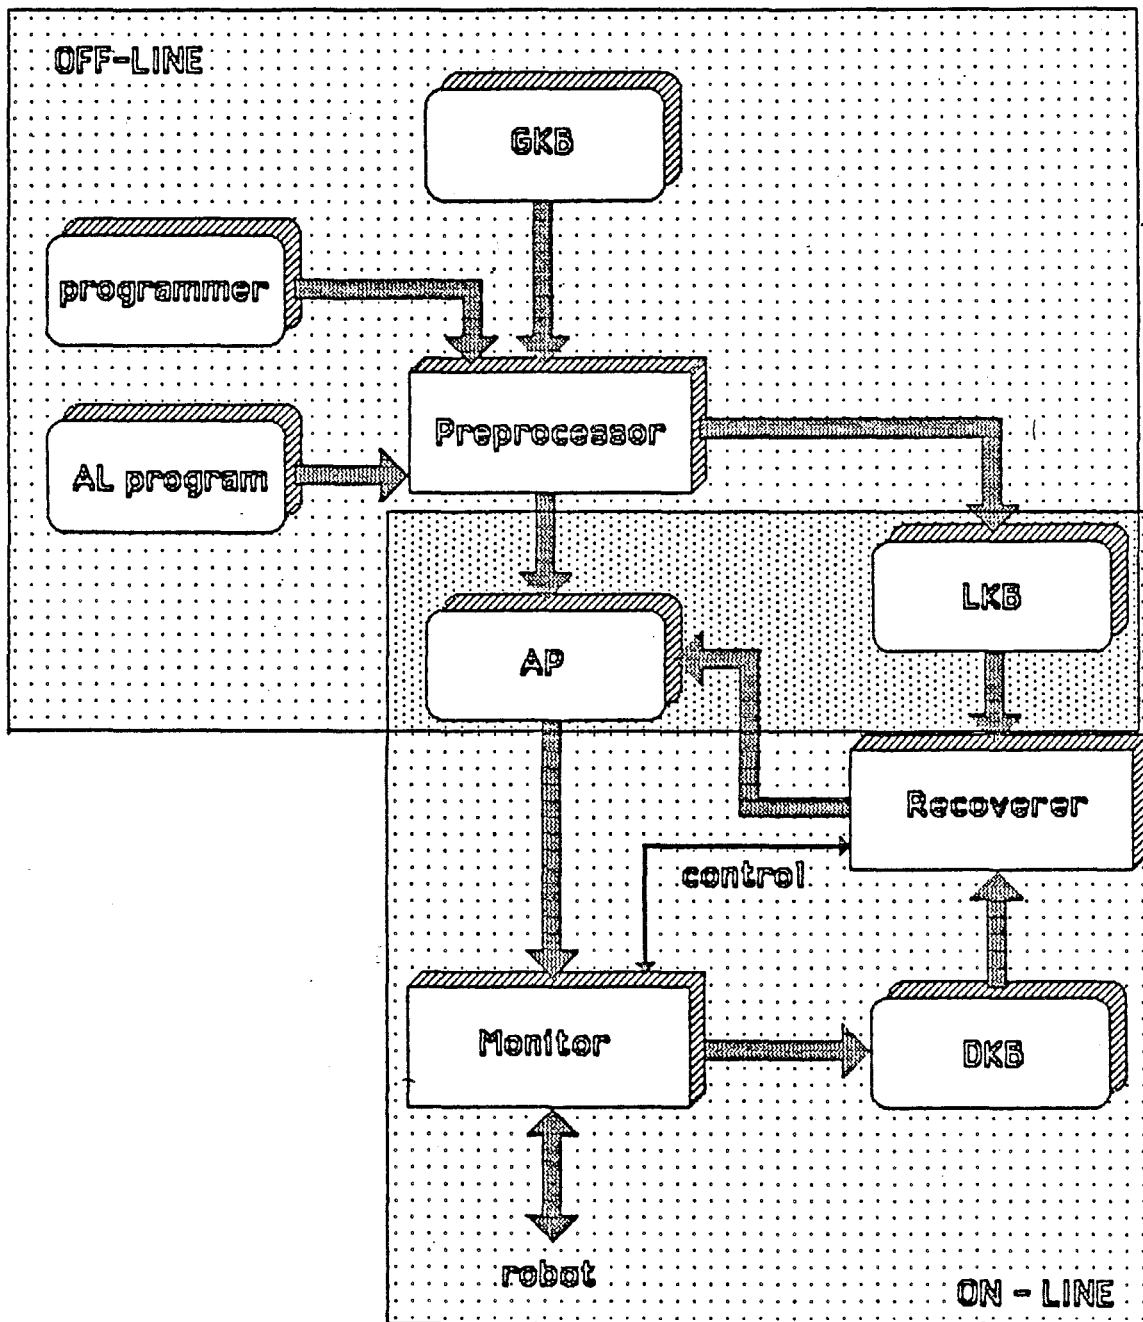 OFF-LINE
GKB
programmer
Preprocessor
AL program
LKB
AP
Recoverer
control
Monitor
DKB
robot
ON - LINE